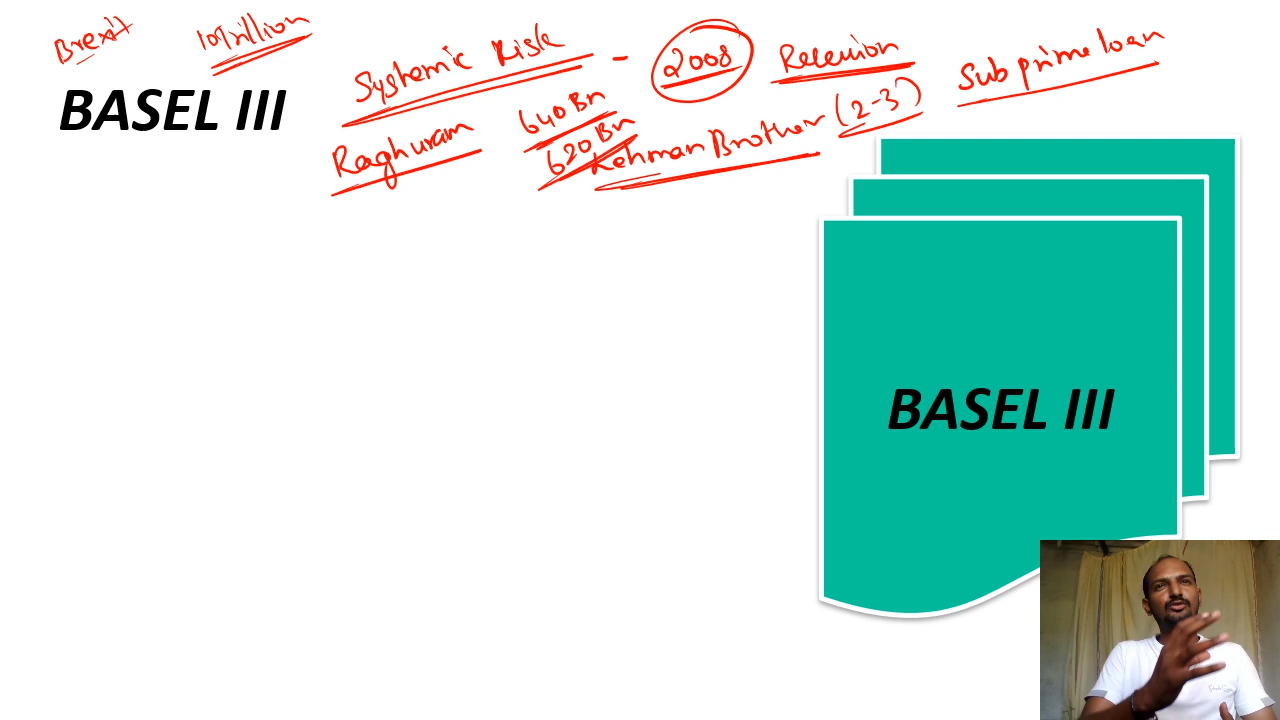 Brexit 10 Trillion Systemic Risk - 2008 Recession Subprime loan
BASEL III
Raghuram 640 Bn
620 Bn Lehman Brother (2-3)
BASEL III